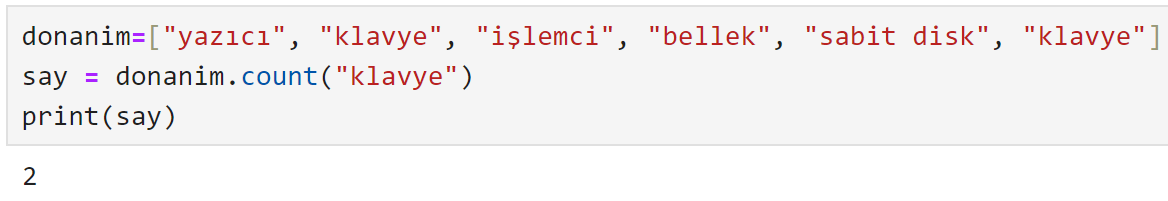 donanim=["yazıcı", "klavye", "işlemci", "bellek", "sabit disk", "klavye"]
say = donanim.count("klavye")
print(say)
2